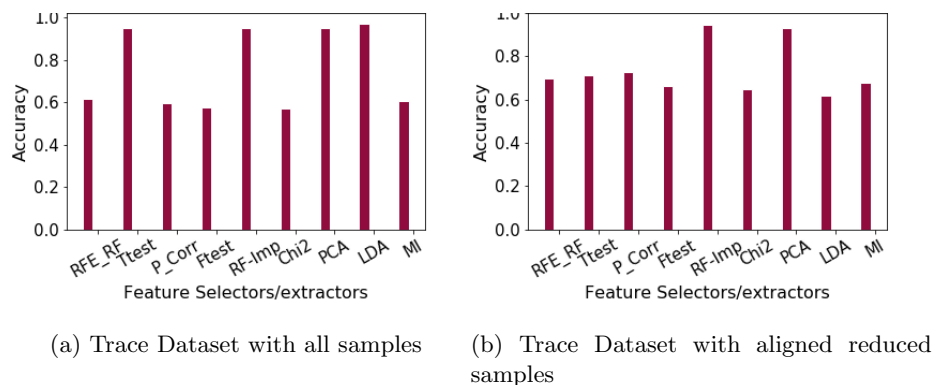 1.0
0.8
0.6
0.4
0.2
0.0
Accuracy
RFE_RF
Ttest
P_Corr
Ftest
RF-Imp
Chi2
PCA
LDA
MI
Feature Selectors/extractors
(a) Trace Dataset with all samples
1.0
0.8
0.6
0.4
0.2
0.0
Accuracy
RFE_RF
Ttest
P_Corr
Ftest
RF-Imp
Chi2
PCA
LDA
MI
Feature Selectors/extractors
(b) Trace Dataset with aligned reduced
samples